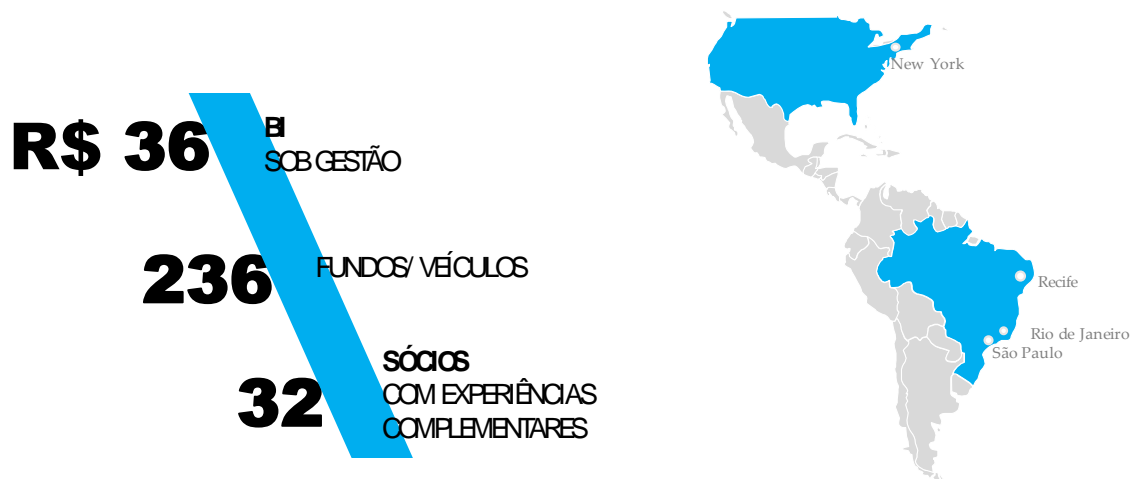 R$ 36 BI
SOB GESTÃO
236 FUNDOS/ VEÍCULOS
32 SÓCIOS
COM EXPERIÊNCIAS
COMPLEMENTARES
New York
Recife
Rio de Janeiro
São Paulo